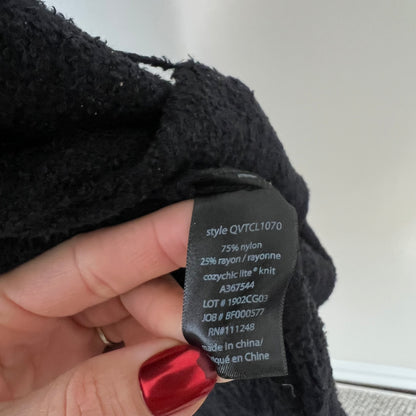 style QVTCL1070
75% nylon
25% rayon / rayonne
cozychic lite® knit
A367544
LOT # 1902CG03
JOB # BF000577
RN#111248
made in china/
iqué en Chine